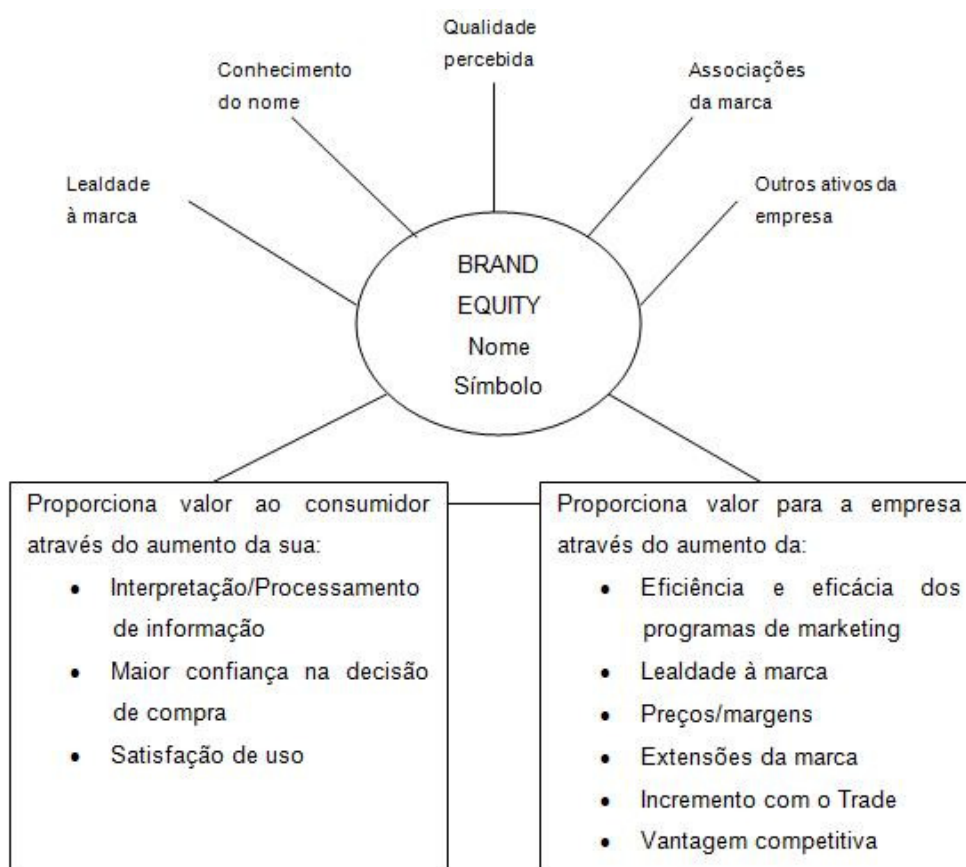 Qualidade
percebida
Conhecimento
do nome
Associações
da marca
Lealdade
à marca
Outros ativos da
empresa
BRAND
EQUITY
Nome
Símbolo
Proporciona valor ao consumidor
através do aumento da sua:
• Interpretação/Processamento
de informação
• Maior confiança na decisão
de compra
• Satisfação de uso
Proporciona valor para a empresa
através do aumento da:
• Eficiência e eficácia dos
programas de marketing
• Lealdade à marca
• Preços/margens
• Extensões da marca
• Incremento com o Trade
• Vantagem competitiva